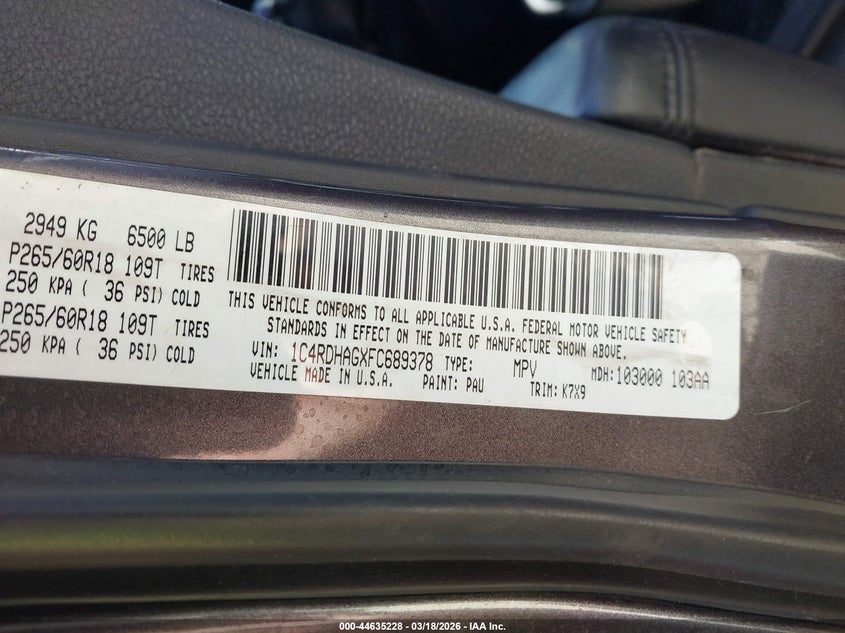 2949 KG 6500 LB
P265/60R18 109T TIRES
250 KPA ( 36 PSI) COLD
P265/60R18 109T TIRES
250 KPA ( 36 PSI) COLD
THIS VEHICLE CONFORMS TO ALL APPLICABLE U.S.A. FEDERAL MOTOR VEHICLE SAFETY
STANDARDS IN EFFECT ON THE DATE OF MANUFACTURE SHOWN ABOVE.
VIN: 1C4RDHAGXFC689378 TYPE: MPV MDH:103000 103AA
VEHICLE MADE IN U.S.A. PAINT: PAU TRIM: K7X9
000-44635228 - 03/18/2026 - IAA Inc.